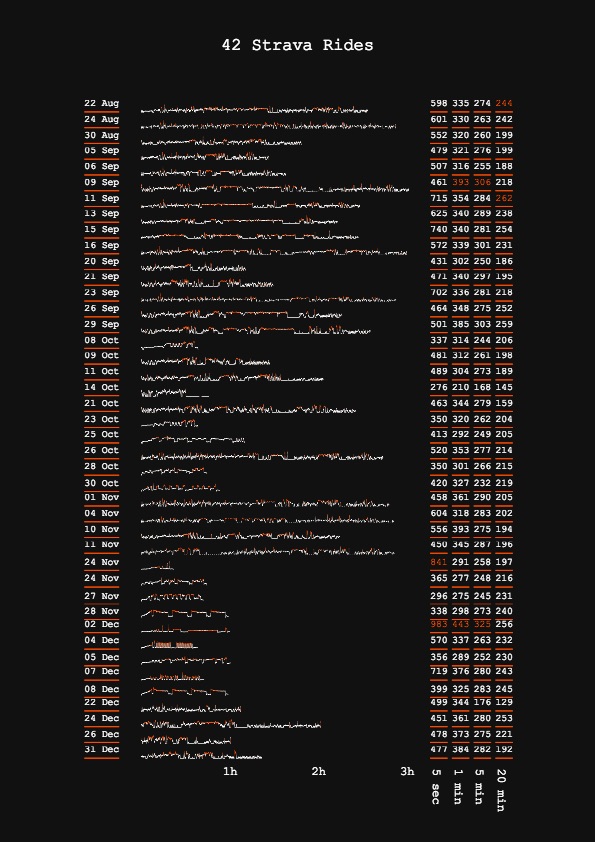 42 Strava Rides
22 Aug 598 335 274 244
24 Aug 601 330 263 242
30 Aug 552 320 260 199
05 Sep 479 321 276 199
06 Sep 507 316 255 188
09 Sep 461 393 306 218
11 Sep 715 354 284 262
13 Sep 625 340 289 238
15 Sep 740 340 281 254
16 Sep 572 339 301 231
20 Sep 431 302 250 186
21 Sep 471 340 297 195
23 Sep 702 336 281 218
26 Sep 464 348 275 252
29 Sep 501 385 303 259
08 Oct 337 314 244 206
09 Oct 481 312 261 198
11 Oct 489 304 273 189
14 Oct 276 210 168 145
21 Oct 463 344 279 159
23 Oct 350 320 262 204
25 Oct 413 292 249 205
26 Oct 520 353 277 214
28 Oct 350 301 266 215
30 Oct 420 327 232 219
01 Nov 458 361 290 205
04 Nov 604 318 283 202
10 Nov 556 393 275 194
11 Nov 450 345 287 196
24 Nov 841 291 258 197
24 Nov 365 277 248 216
27 Nov 296 275 245 231
28 Nov 338 298 273 240
02 Dec 983 443 325 256
04 Dec 570 337 263 232
05 Dec 356 289 252 230
07 Dec 719 376 280 243
08 Dec 399 325 283 245
22 Dec 499 344 176 129
24 Dec 451 361 280 253
26 Dec 478 373 275 221
31 Dec 477 384 282 192
1h 2h 3h
5 sec
1 min
5 min
20 min